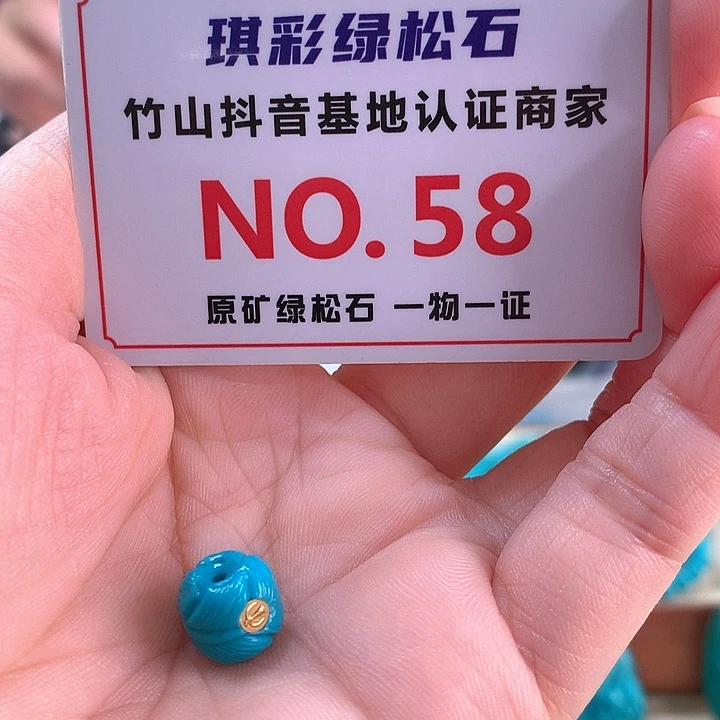 琪彩绿松石
竹山抖音基地认证商家
NO. 58
原矿绿松石 一物一证